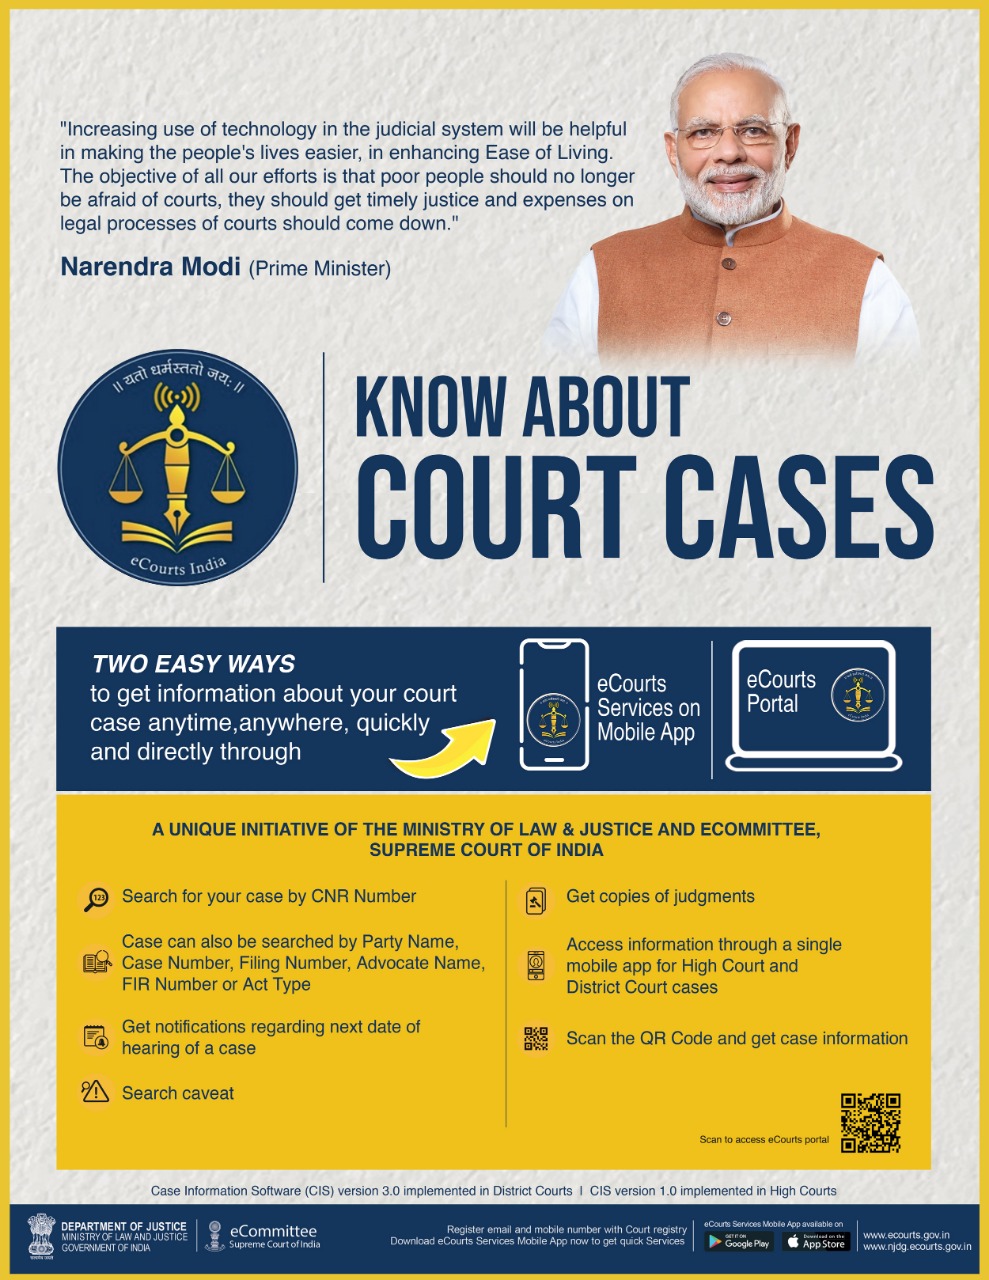 "Increasing use of technology in the judicial system will be helpful
in making the people's lives easier, in enhancing Ease of Living.
The objective of all our efforts is that poor people should no longer
be afraid of courts, they should get timely justice and expenses on
legal processes of courts should come down."
Narendra Modi (Prime Minister)
॥ यतो धर्मस्ततो जय: ॥
eCourts India
KNOW ABOUT
COURT CASES
TWO EASY WAYS
to get information about your court
case anytime,anywhere, quickly
and directly through
eCourts
Services on
Mobile App
eCourts
Portal
A UNIQUE INITIATIVE OF THE MINISTRY OF LAW & JUSTICE AND ECOMMITTEE,
SUPREME COURT OF INDIA
123
Search for your case by CNR Number
Case can also be searched by Party Name,
Case Number, Filing Number, Advocate Name,
FIR Number or Act Type
Get notifications regarding next date of
hearing of a case
Search caveat
Get copies of judgments
Access information through a single
mobile app for High Court and
District Court cases
Scan the QR Code and get case information
Scan to access eCourts portal
Case Information Software (CIS) version 3.0 implemented in District Courts I CIS version 1.0 implemented in High Courts
DEPARTMENT OF JUSTICE
MINISTRY OF LAW AND JUSTICE
GOVERNMENT OF INDIA
eCommittee
Supreme Court of India
Register email and mobile number with Court registry
Download eCourts Services Mobile App now to get quick Services
eCourts Services Mobile App available on
GET IT ON
Google Play
Download on the
App Store
www.ecourts.gov.in
www.njdg.ecourts.gov.in